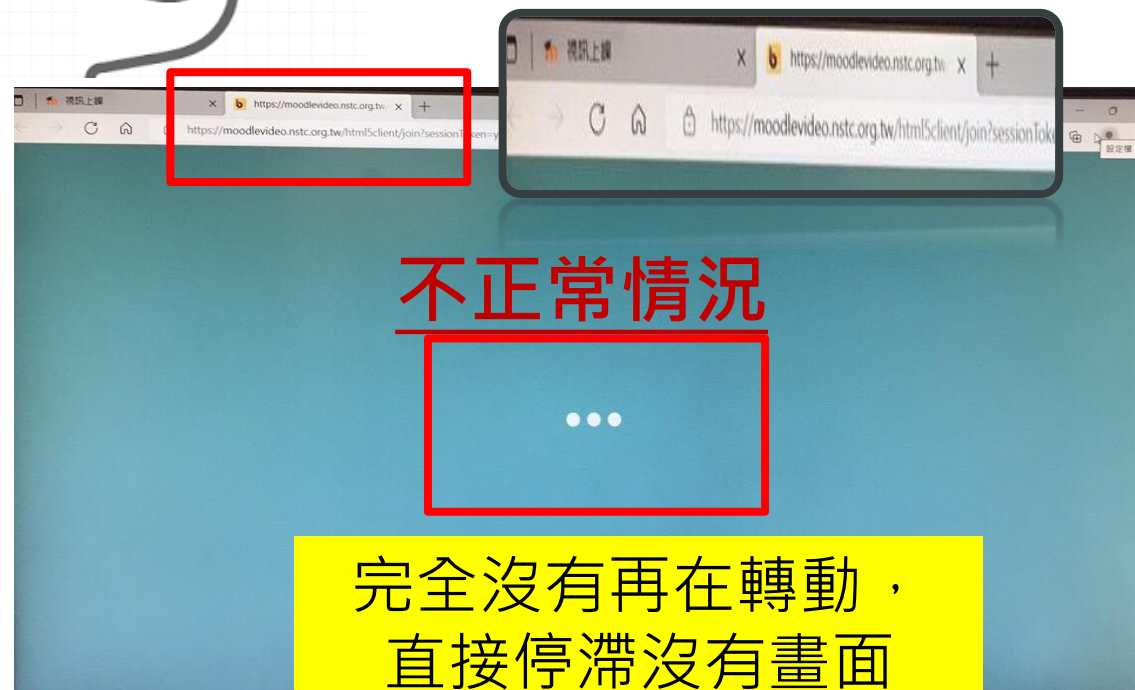 視訊上課
https://moodlevideo.nstc.org.tw
https://moodlevideo.nstc.org.tw/html5client/join?sessionToken=y
視訊上課
https://moodlevideo.nstc.org.tw
https://moodlevideo.nstc.org.tw/html5client/join?sessionToke
設定檔
不正常情況
完全沒有再在轉動，
直接停滯沒有畫面